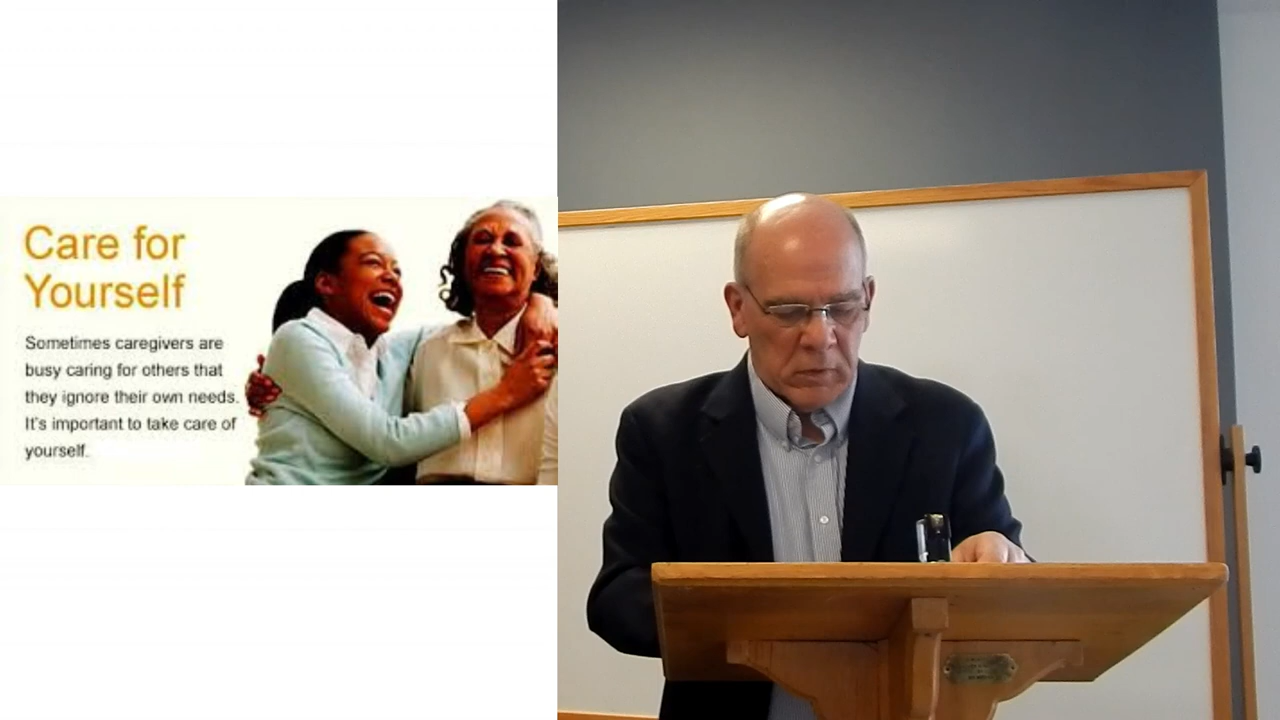 Care for
Yourself
Sometimes caregivers are
busy caring for others that
they ignore their own needs.
It's important to take care of
yourself.